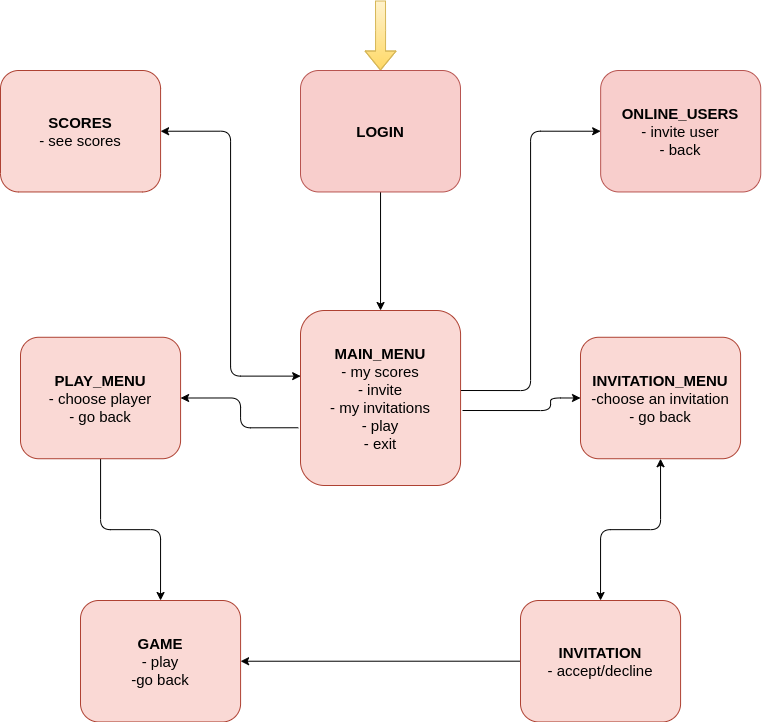 SCORES
- see scores
LOGIN
ONLINE_USERS
- invite user
- back
PLAY_MENU
- choose player
- go back
MAIN_MENU
- my scores
- invite
- my invitations
- play
- exit
INVITATION_MENU
-choose an invitation
- go back
GAME
- play
-go back
INVITATION
- accept/decline